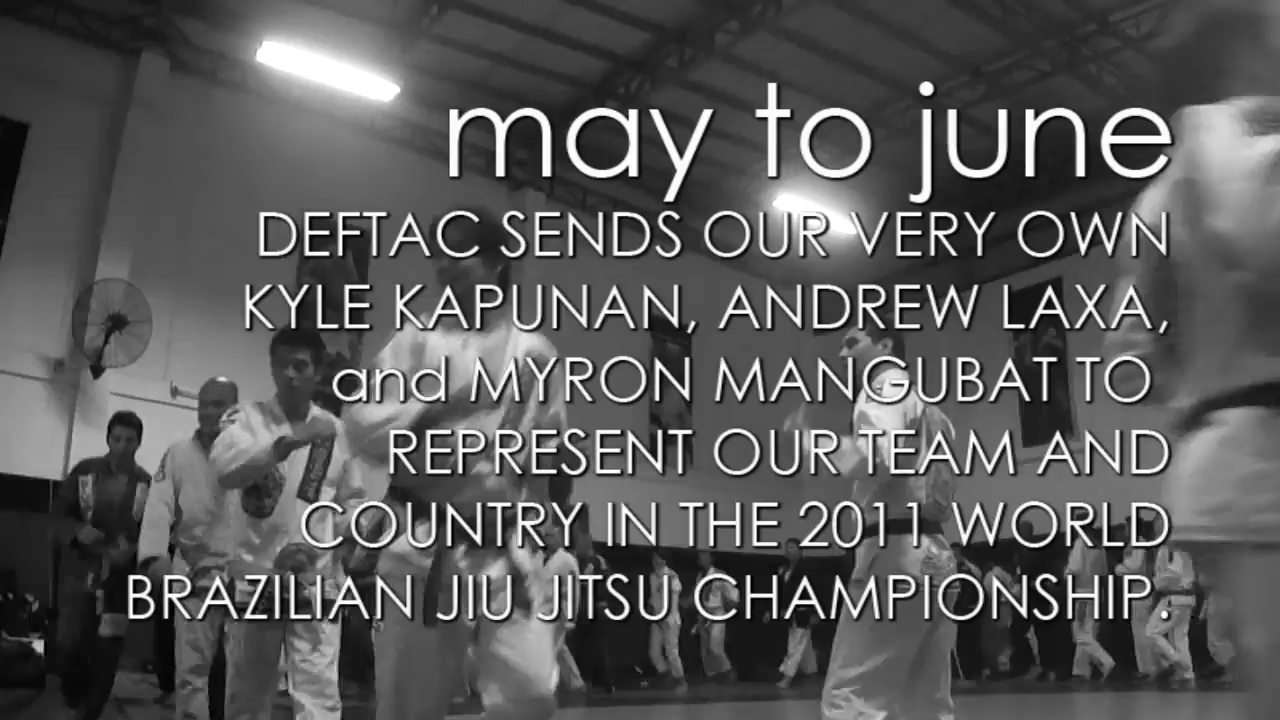 may to june
DEFTAC SENDS OUR VERY OWN
KYLE KAPUNAN, ANDREW LAXA,
and MYRON MANGUBAT TO
REPRESENT OUR TEAM AND
COUNTRY IN THE 2011 WORLD
BRAZILIAN JIU JITSU CHAMPIONSHIP.